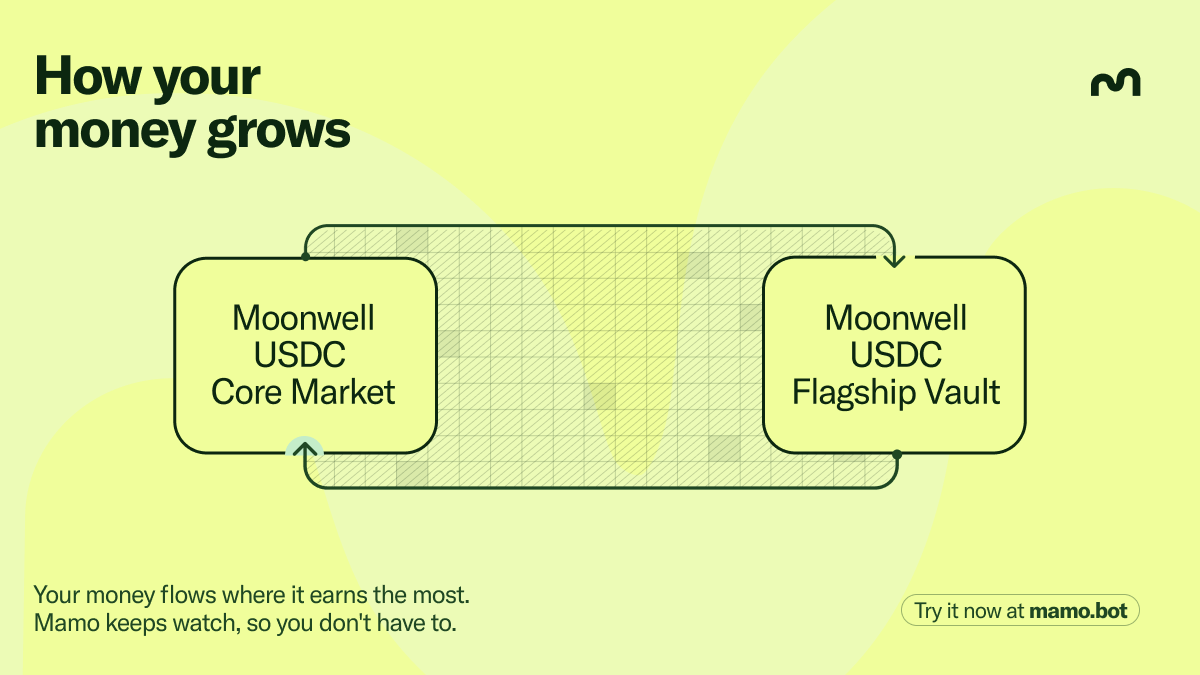 How your
money grows
Moonwell
USDC
Core Market
Moonwell
USDC
Flagship Vault
Your money flows where it earns the most.
Mamo keeps watch, so you don't have to.
Try it now at mamo.bot